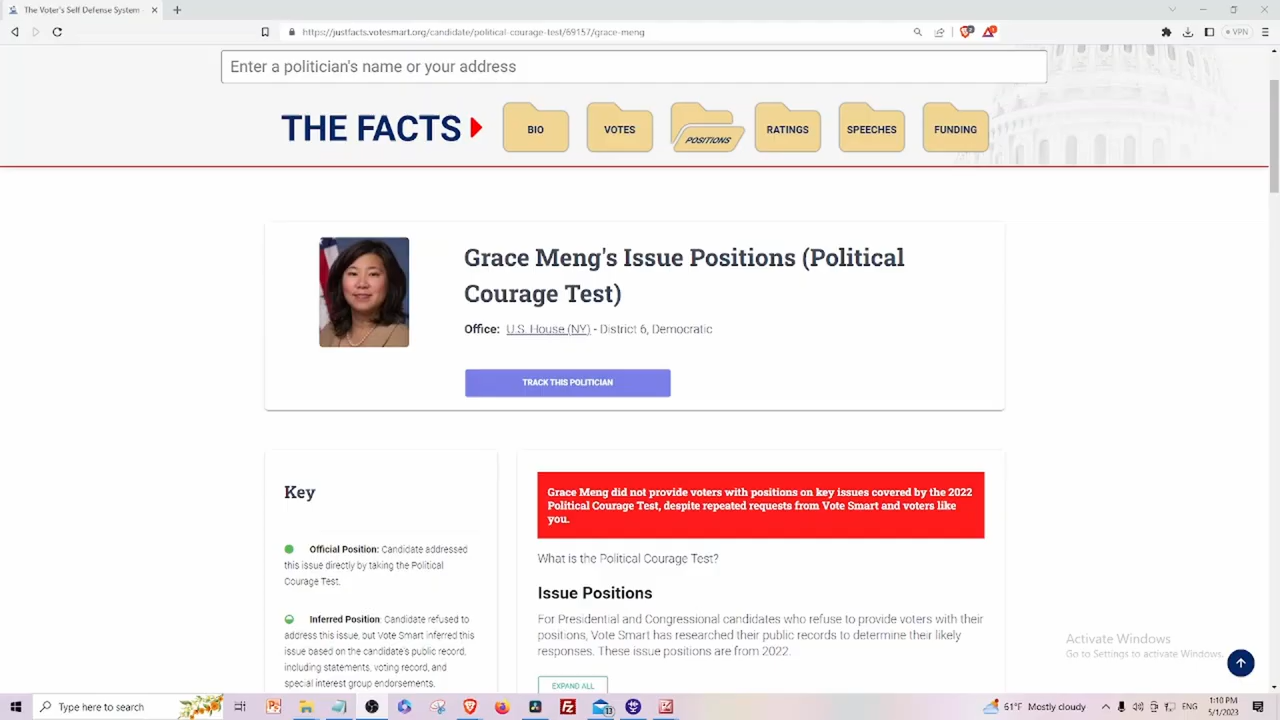 The Voter's Self Defense System -
https://justfacts.votesmart.org/candidate/political-courage-test/69157/grace-meng
VPN
Enter a politician's name or your address
THE FACTS
BIO
VOTES
POSITIONS
RATINGS
SPEECHES
FUNDING
Grace Meng's Issue Positions (Political
Courage Test)
Office: U.S. House (NY) - District 6, Democratic
TRACK THIS POLITICIAN
Key
Official Position: Candidate addressed
this issue directly by taking the Political
Courage Test.
Inferred Position: Candidate refused to
address this issue, but Vote Smart inferred this
issue based on the candidate's public record,
including statements, voting record, and
special interest group endorsements.
Grace Meng did not provide voters with positions on key issues covered by the 2022
Political Courage Test, despite repeated requests from Vote Smart and voters like
you.
What is the Political Courage Test?
Issue Positions
For Presidential and Congressional candidates who refuse to provide voters with their
positions, Vote Smart has researched their public records to determine their likely
responses. These issue positions are from 2022.
EXPAND ALL
Activate Windows
Go to Settings to activate Windows.
Type here to search
61°F Mostly cloudy
ENG
1:10 PM
5/1/2023